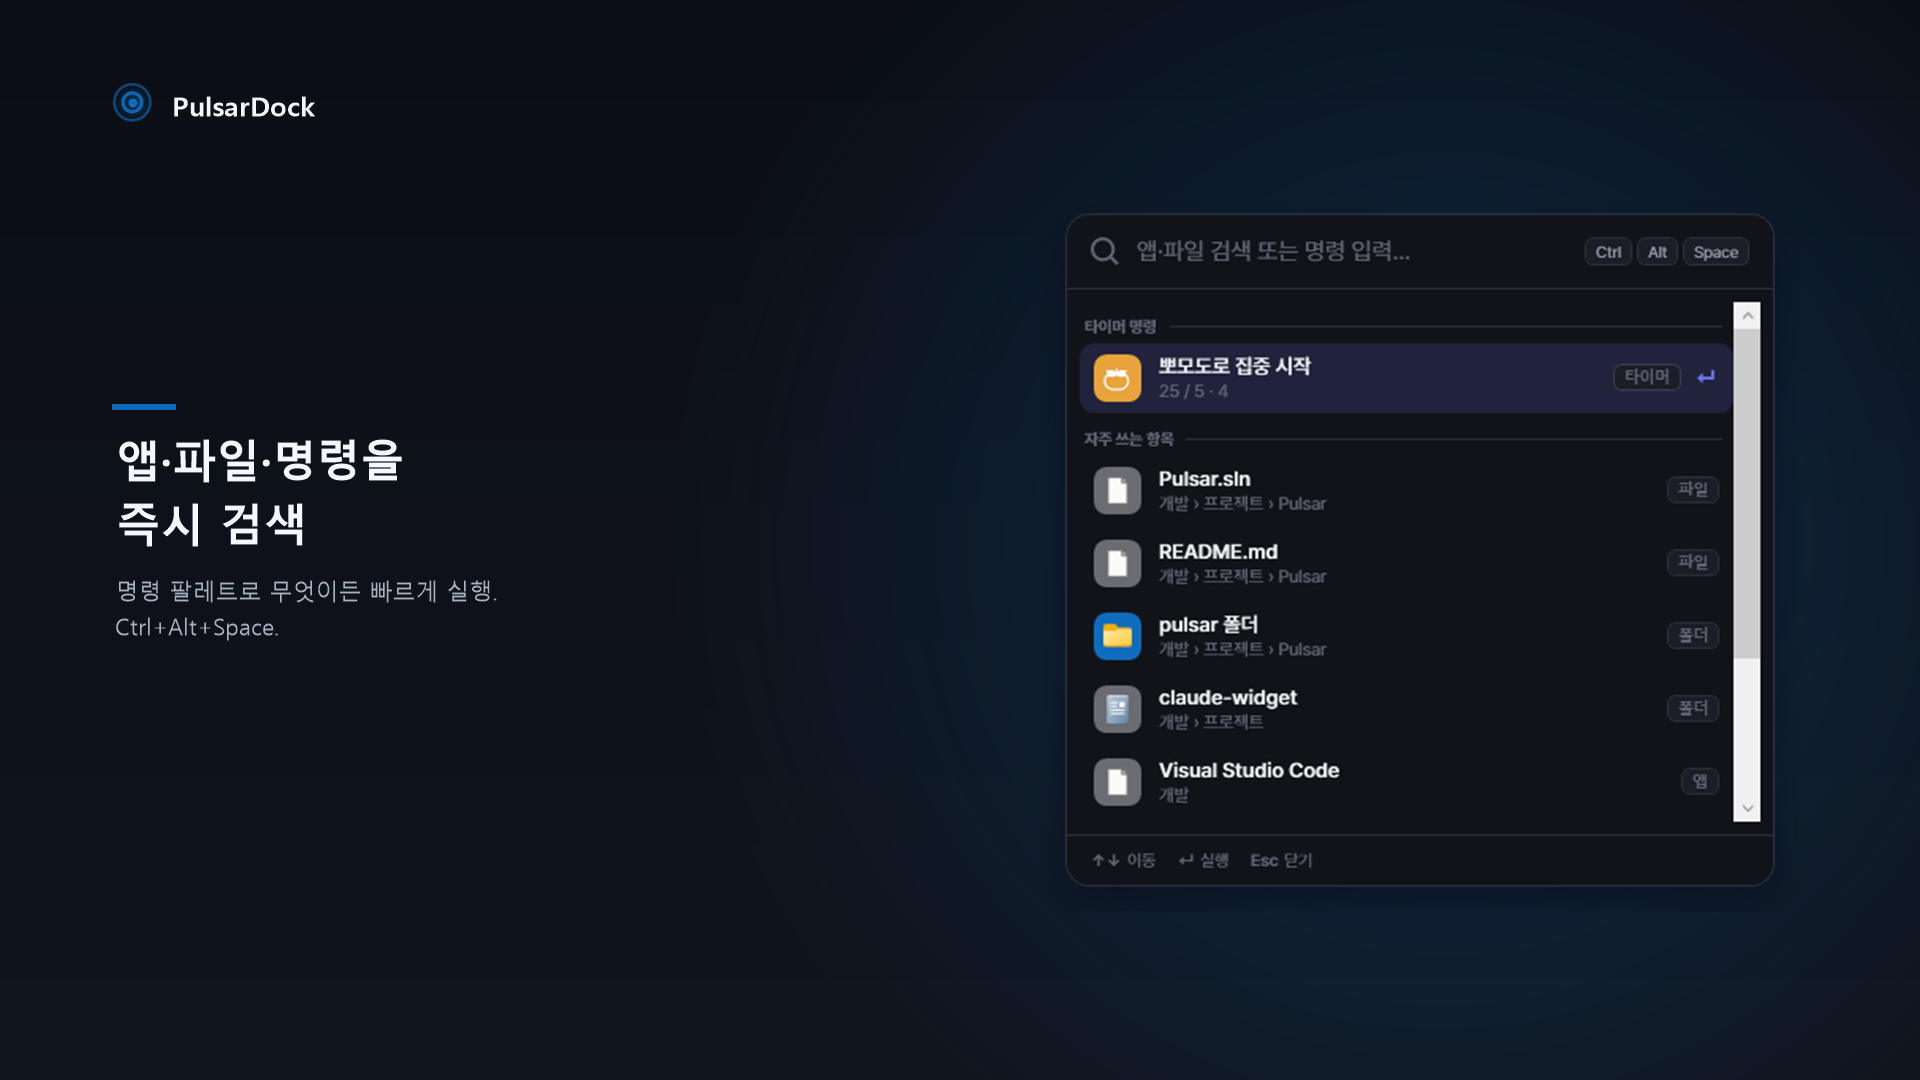 PulsarDock
앱·파일·명령을
즉시 검색
명령 팔레트로 무엇이든 빠르게 실행.
Ctrl+Alt+Space.
앱·파일 검색 또는 명령 입력... Ctrl Alt Space
타이머 명령
뽀모도로 집중 시작
25 / 5 · 4
타이머 ↵
자주 쓰는 항목
Pulsar.sln
개발 › 프로젝트 › Pulsar
파일
README.md
개발 › 프로젝트 › Pulsar
파일
pulsar 폴더
개발 › 프로젝트 › Pulsar
폴더
claude-widget
개발 › 프로젝트
폴더
Visual Studio Code
개발
앱
↑↓ 이동 ↵ 실행 Esc 닫기